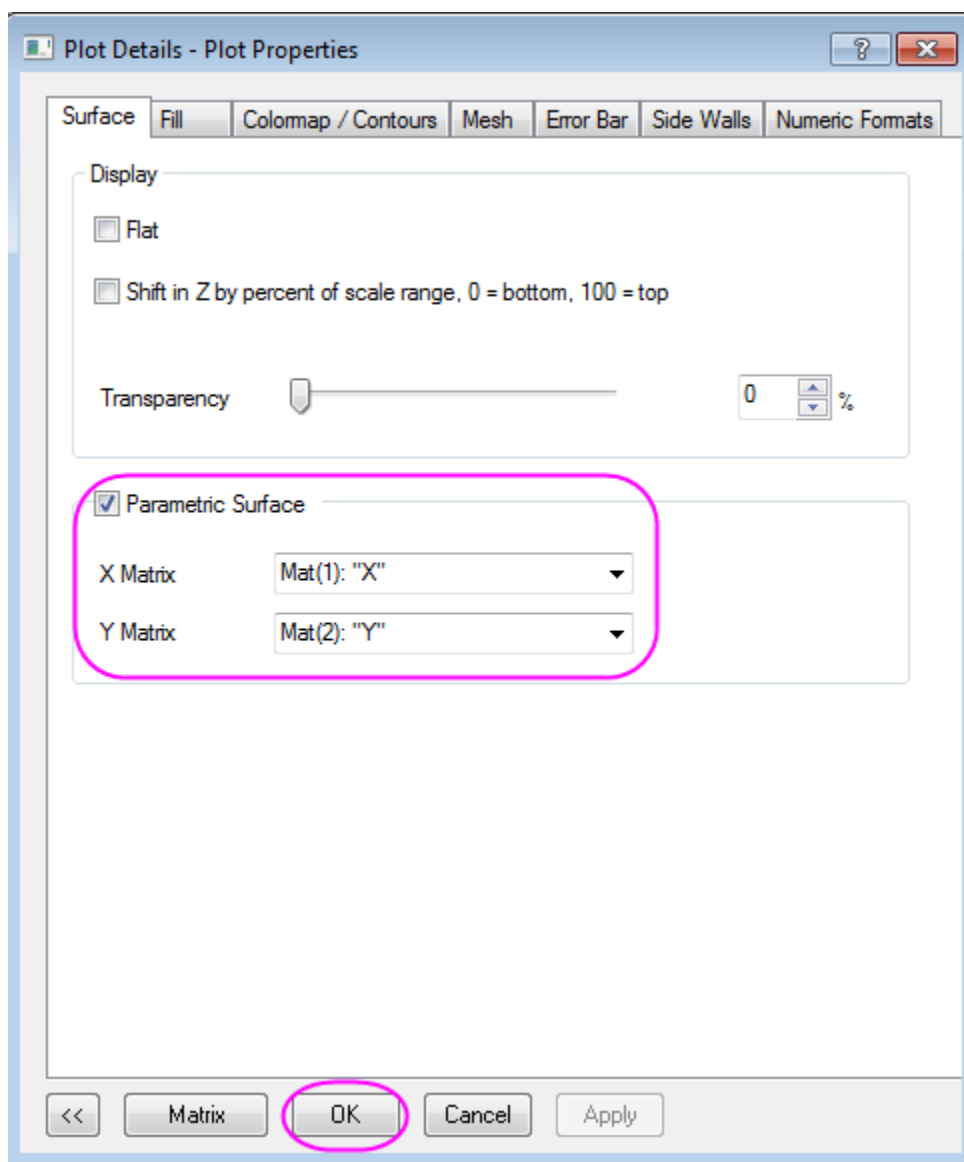 Plot Details - Plot Properties
?
Surface Fill Colormap / Contours Mesh Error Bar Side Walls Numeric Formats
Display
Flat
Shift in Z by percent of scale range, 0 = bottom, 100 = top
Transparency 0 %
Parametric Surface
X Matrix Mat(1): "X"
Y Matrix Mat(2): "Y"
<< Matrix OK Cancel Apply